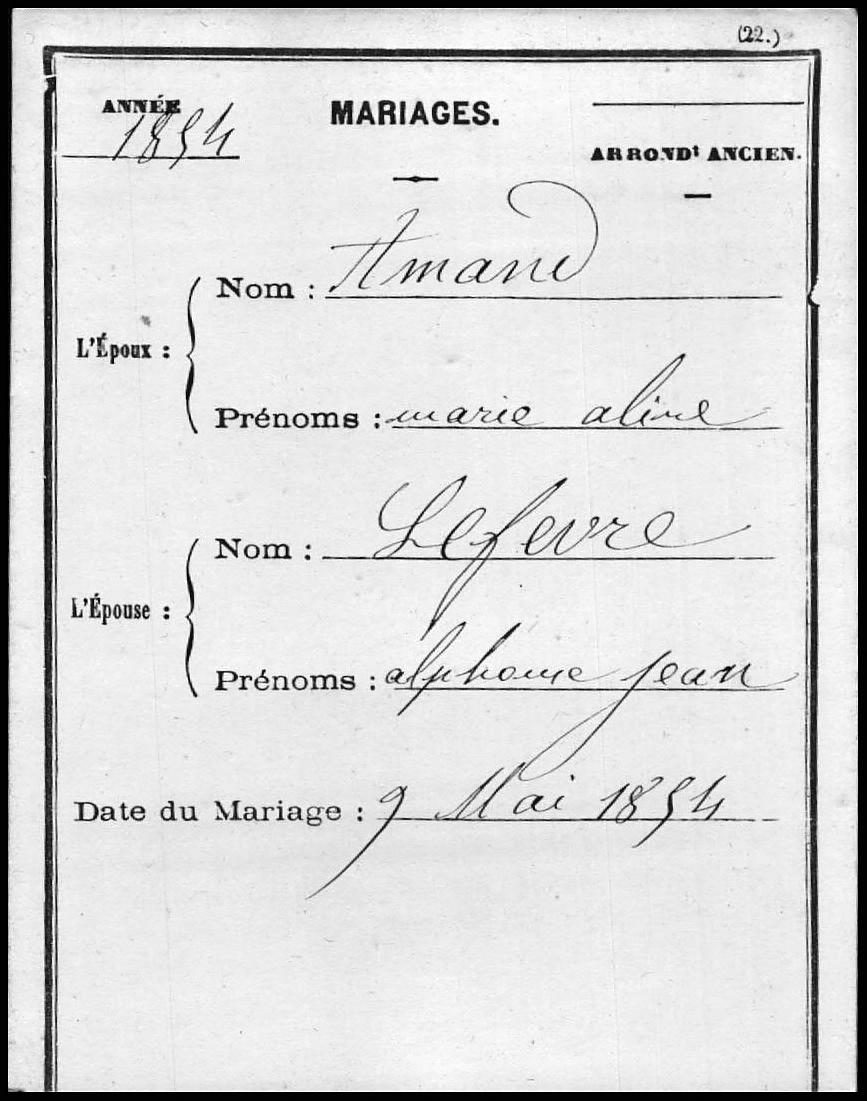 (22.)
ANNÉE
1854
MARIAGES.
ARRONDt ANCIEN.
Nom : Amand
L'Époux :
Prénoms : marie aline
Nom : Lefevre
L'Épouse :
Prénoms : alphonse jean
Date du Mariage : 9 Mai 1854